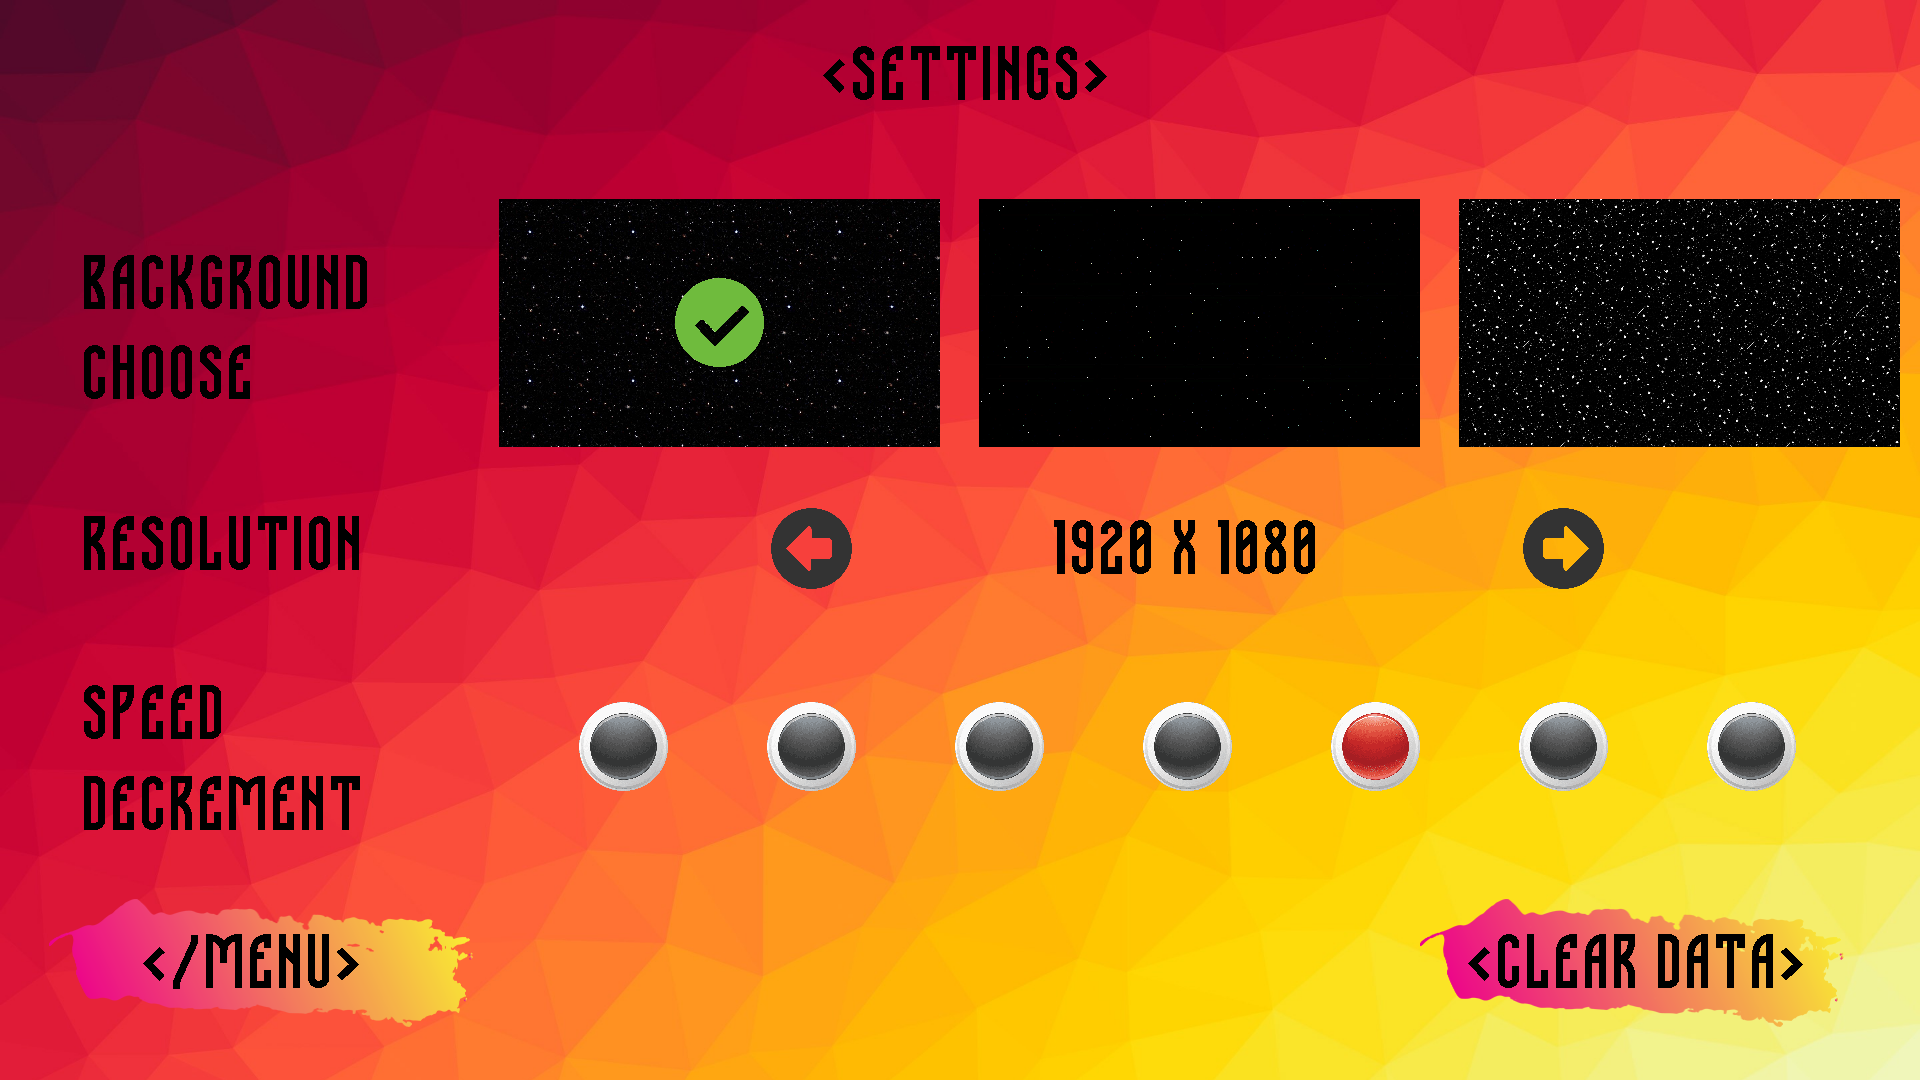 <SETTINGS>
BACKGROUND
CHOOSE
RESOLUTION
1920 X 1080
SPEED
DECREMENT
</MENU>
<CLEAR DATA>